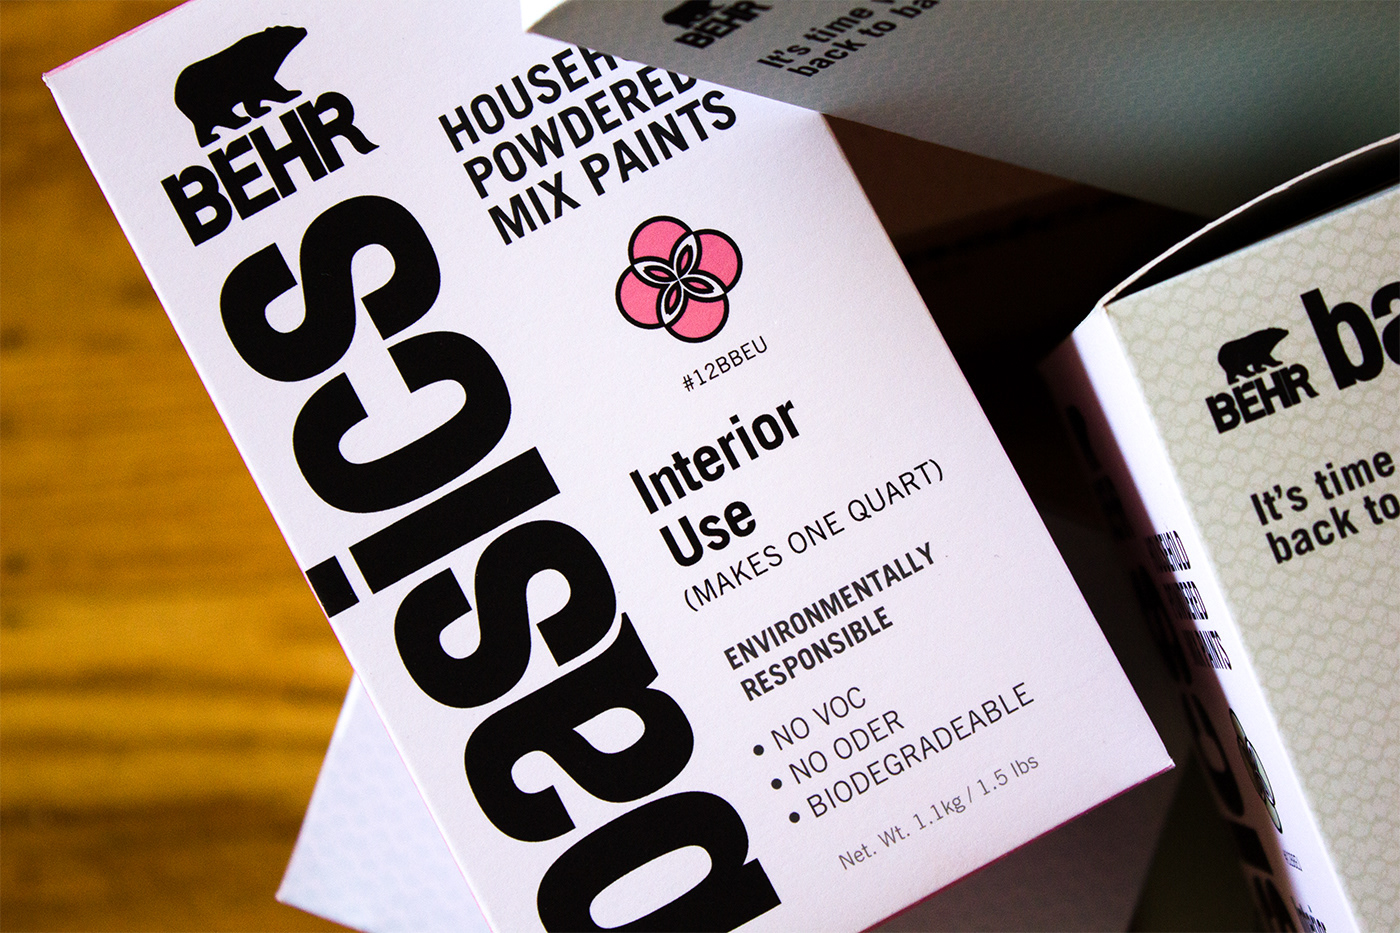 BEHR
basics
HOUSEH
POWDERED
MIX PAINTS
#12BBEU
Interior
Use
(MAKES ONE QUART)
ENVIRONMENTALLY
RESPONSIBLE
• NO VOC
• NO ODER
• BIODEGRADEABLE
Net. Wt. 1.1kg / 1.5 lbs
BEHR
It's time
back to ba
BEHR ba
It's time
back to